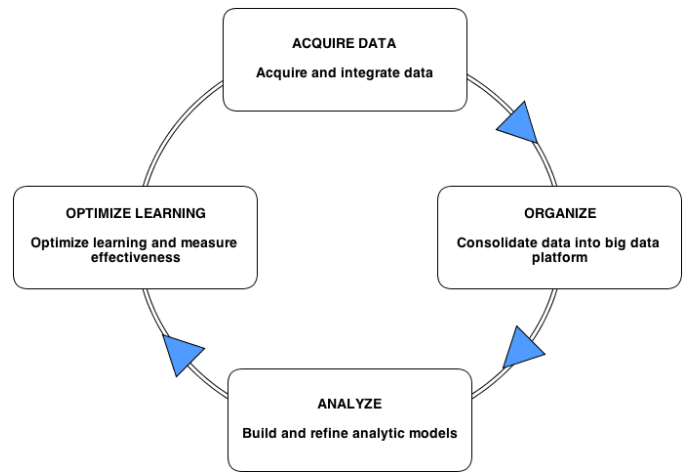 ACQUIRE DATA
Acquire and integrate data
OPTIMIZE LEARNING
Optimize learning and measure
effectiveness
ORGANIZE
Consolidate data into big data
platform
ANALYZE
Build and refine analytic models